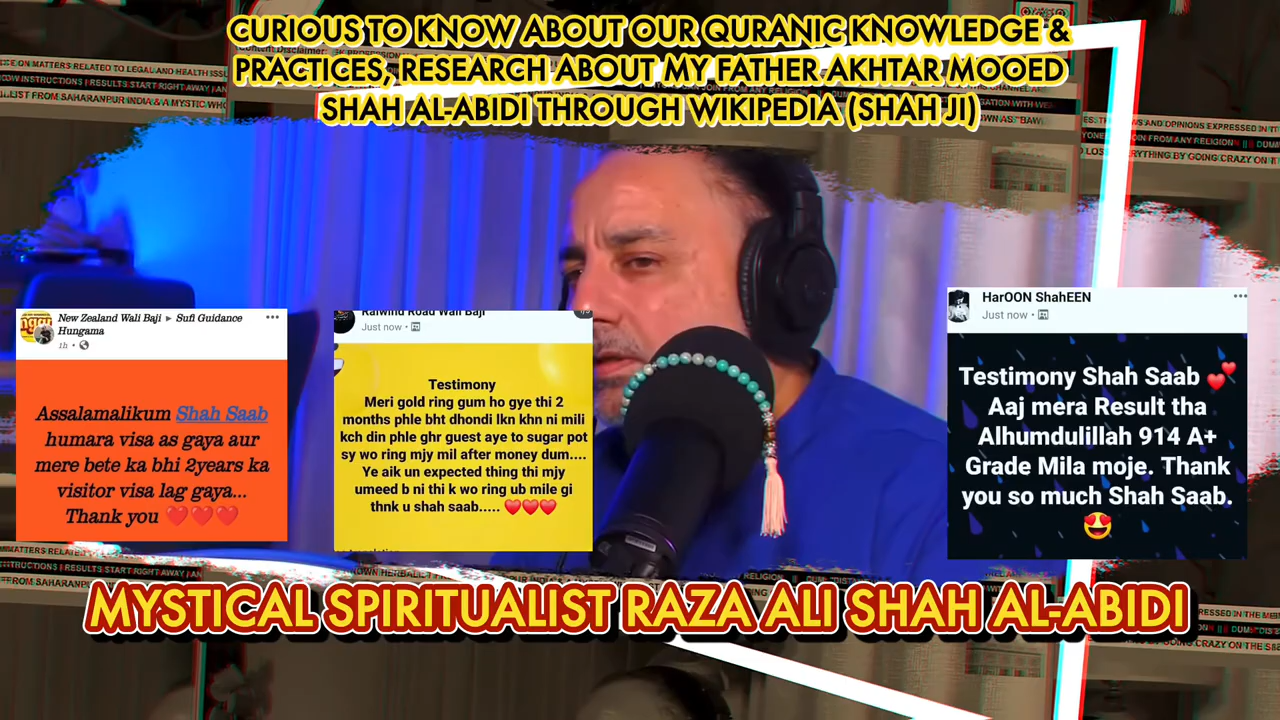 CURIOUS TO KNOW ABOUT OUR QURANIC KNOWLEDGE &
PRACTICES, RESEARCH ABOUT MY FATHER AKHTAR MOOED
SHAH AL-ABIDI THROUGH WIKIPEDIA (SHAH JI)
New Zealand Wali Baji ▸ Sufi Guidance
Hungama
1h
Assalamalikum Shah Saab
humara visa as gaya aur
mere bete ka bhi 2years ka
visitor visa lag gaya...
Thank you ❤️❤️❤️
Raiwind Road Wali Baji
Just now
Testimony
Meri gold ring gum ho gye thi 2
months phle bht dhondi lkn khn ni mili
kch din phle ghr guest aye to sugar pot
sy wo ring mjy mil after money dum....
Ye aik un expected thing thi mjy
umeed b ni thi k wo ring ub mile gi
thnk u shah saab..... ❤️❤️❤️
HarOON ShahEEN
Just now
Testimony Shah Saab 💕
Aaj mera Result tha
Alhumdulillah 914 A+
Grade Mila moje. Thank
you so much Shah Saab.
😍
MYSTICAL SPIRITUALIST RAZA ALI SHAH AL-ABIDI